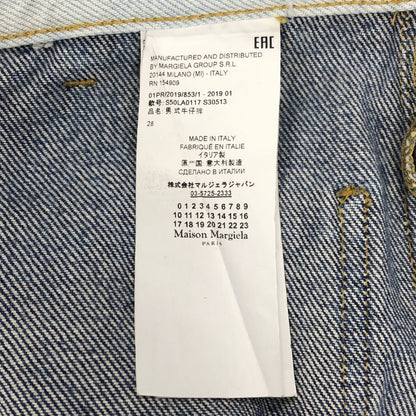 EAC
MANUFACTURED AND DISTRIBUTED
BY MARGIELA GROUP S.R.L
20144 MILANO (MI) - ITALY
RN 154909
01PR/2019/853/1 - 2019 01
款号: S50LA0117 S30513
品名: 男式牛仔裤
28
MADE IN ITALY
FABRIQUÉ EN ITALIE
イタリア製
原产国: 意大利製造
СДЕЛАНО В ИТАЛИИ
株式会社マルジェラジャパン
03-5725-2333
0 1 2 3 4 5 6 7 8 9
10 11 12 13 14 15 16
17 18 19 20 21 22 23
Maison Margiela
PARIS